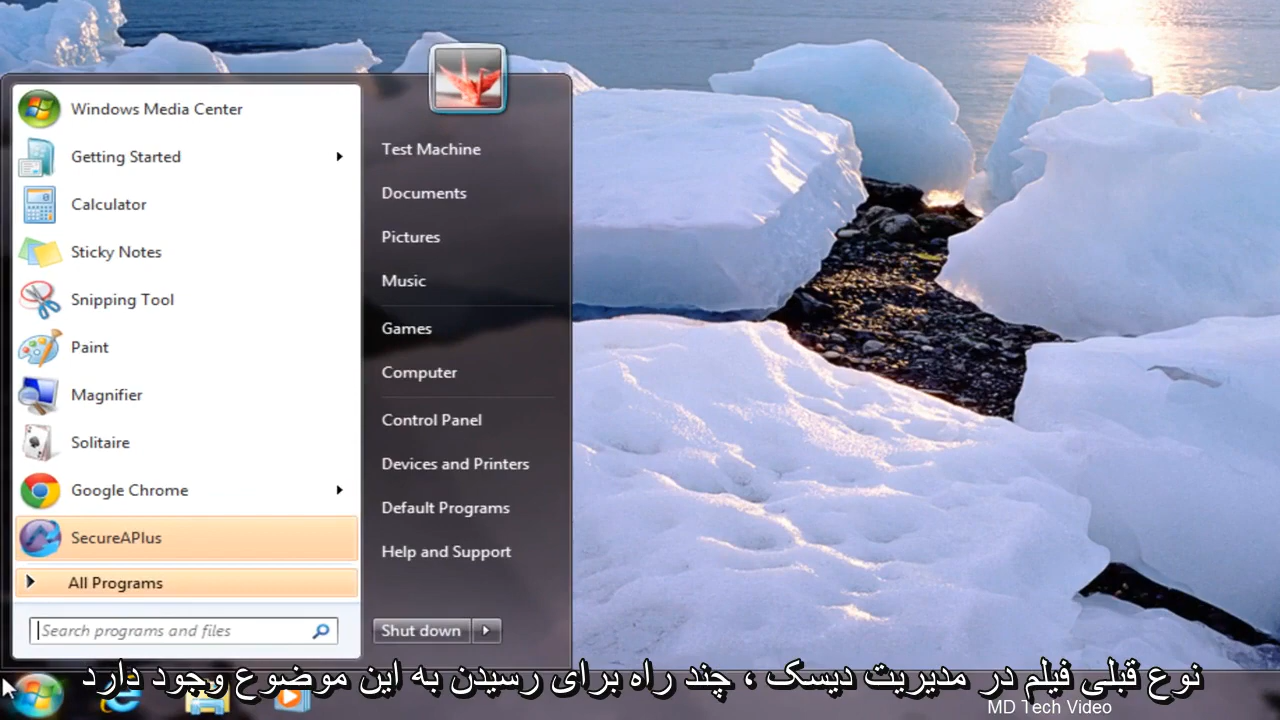 Windows Media Center
Getting Started
Calculator
Sticky Notes
Snipping Tool
Paint
Magnifier
Solitaire
Google Chrome
SecureAPlus
All Programs
Search programs and files
Test Machine
Documents
Pictures
Music
Games
Computer
Control Panel
Devices and Printers
Default Programs
Help and Support
Shut down
نوع قبلی فیلم در مدیریت دیسک ، چند راه برای رسیدن به این موضوع وجود دارد
MD Tech Video